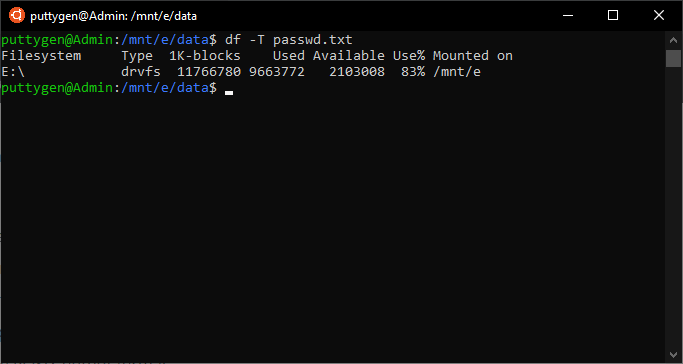 puttygen@Admin: /mnt/e/data
puttygen@Admin:/mnt/e/data$ df -T passwd.txt
Filesystem     Type  1K-blocks    Used Available Use% Mounted on
E:\            drvfs  11766780 9663772   2103008  83% /mnt/e
puttygen@Admin:/mnt/e/data$